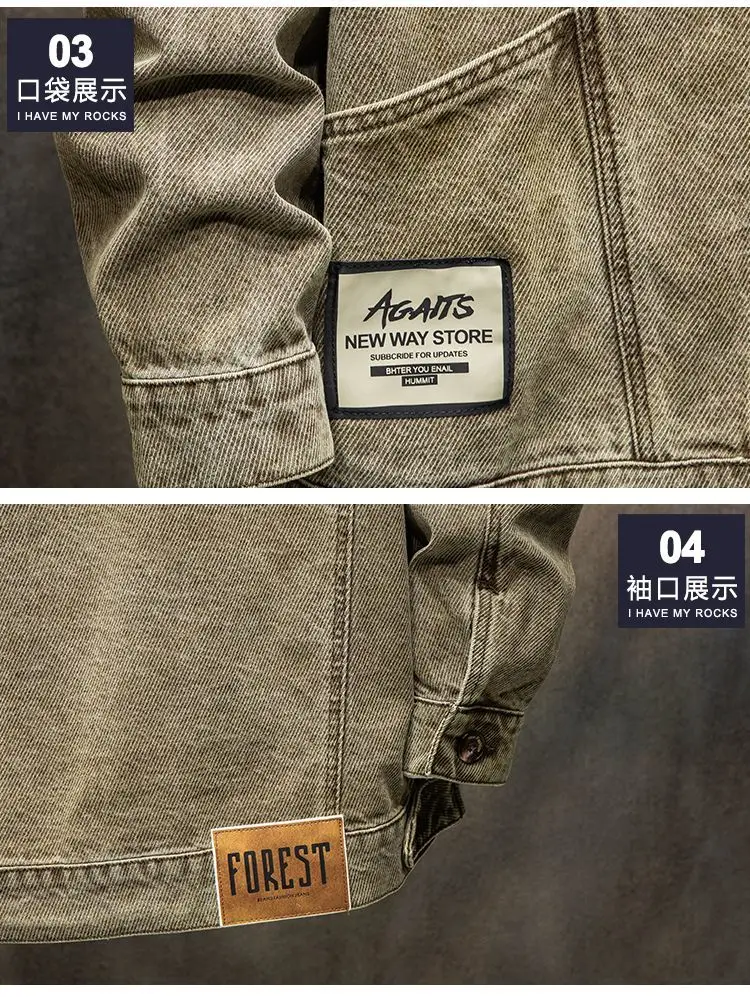 03
口袋展示
I HAVE MY ROCKS
AGAITS
NEW WAY STORE
SUBBCRIDE FOR UPDATES
BHTER YOU ENAIL
HUMMIT
04
袖口展示
I HAVE MY ROCKS
FOREST